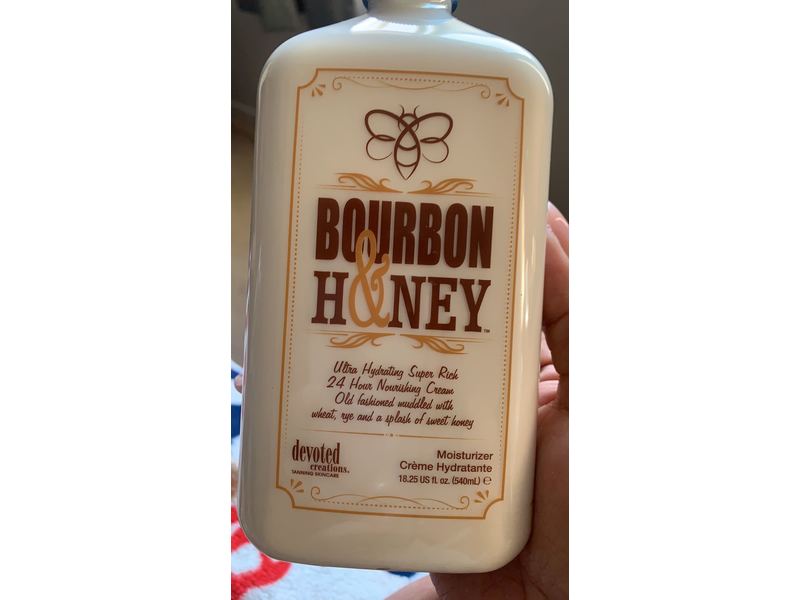 BOURBON
&
HONEY™
Ultra Hydrating Super Rich
24 Hour Nourishing Cream
Old fashioned muddled with
wheat, rye and a splash of sweet honey
devoted
creations.
TANNING SKINCARE
Moisturizer
Crème Hydratante
18.25 US fl. oz. (540mL) ℮